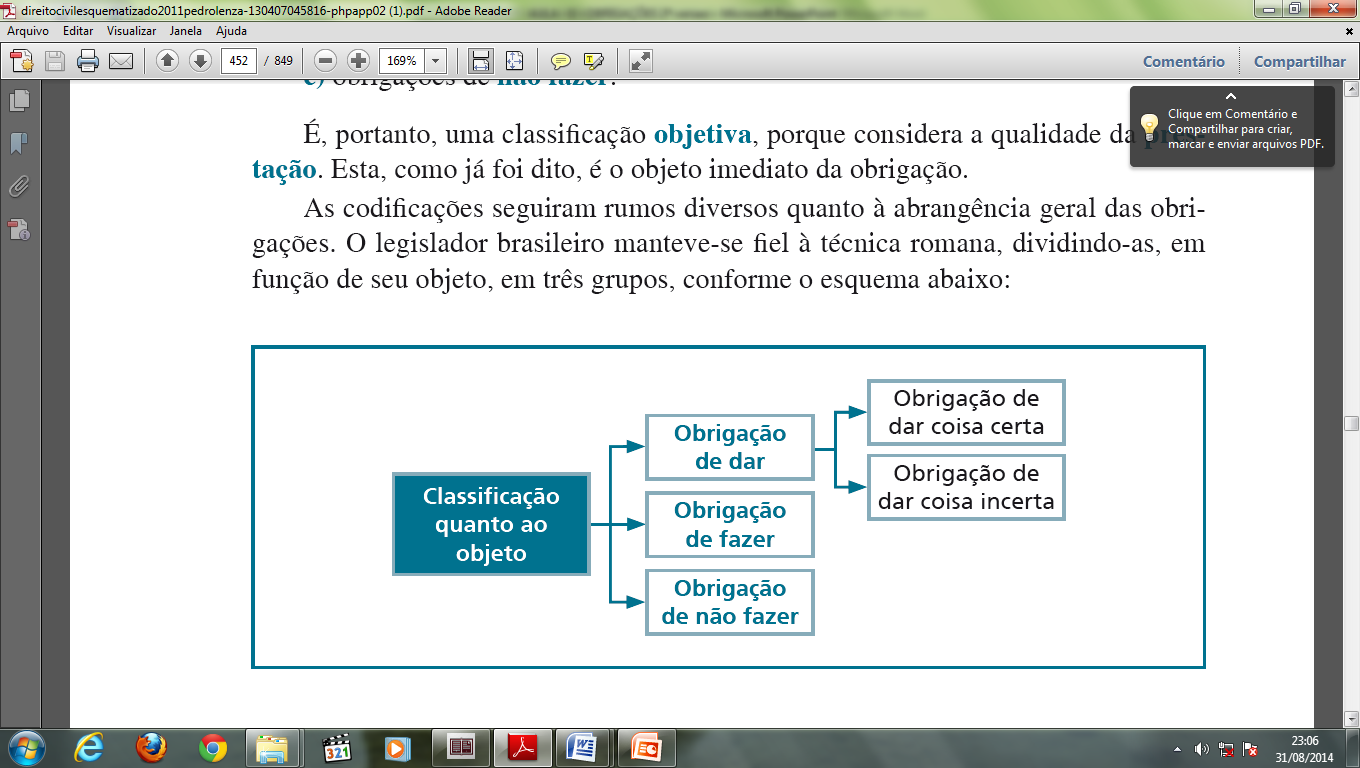 direitocivilesquematizado2011pedrolenza-130407045816-phpapp02 (1).pdf - Adobe Reader
Arquivo Editar Visualizar Janela Ajuda
452 / 849 169% Comentário Compartilhar
c) obrigações de não fazer.
Clique em Comentário e
Compartilhar para criar,
marcar e enviar arquivos PDF.
É, portanto, uma classificação objetiva, porque considera a qualidade da pres-
tação. Esta, como já foi dito, é o objeto imediato da obrigação.
As codificações seguiram rumos diversos quanto à abrangência geral das obri-
gações. O legislador brasileiro manteve-se fiel à técnica romana, dividindo-as, em
função de seu objeto, em três grupos, conforme o esquema abaixo:
Classificação
quanto ao
objeto
Obrigação
de dar
Obrigação de
dar coisa certa
Obrigação de
dar coisa incerta
Obrigação
de fazer
Obrigação
de não fazer
321
23:06
31/08/2014